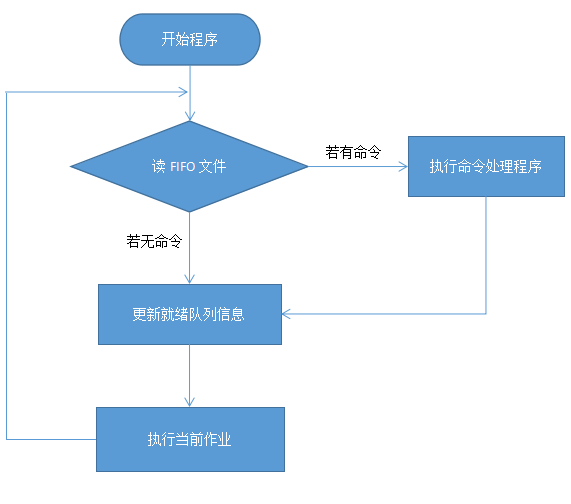 开始程序
读 FIFO 文件
若有命令
执行命令处理程序
若无命令
更新就绪队列信息
执行当前作业